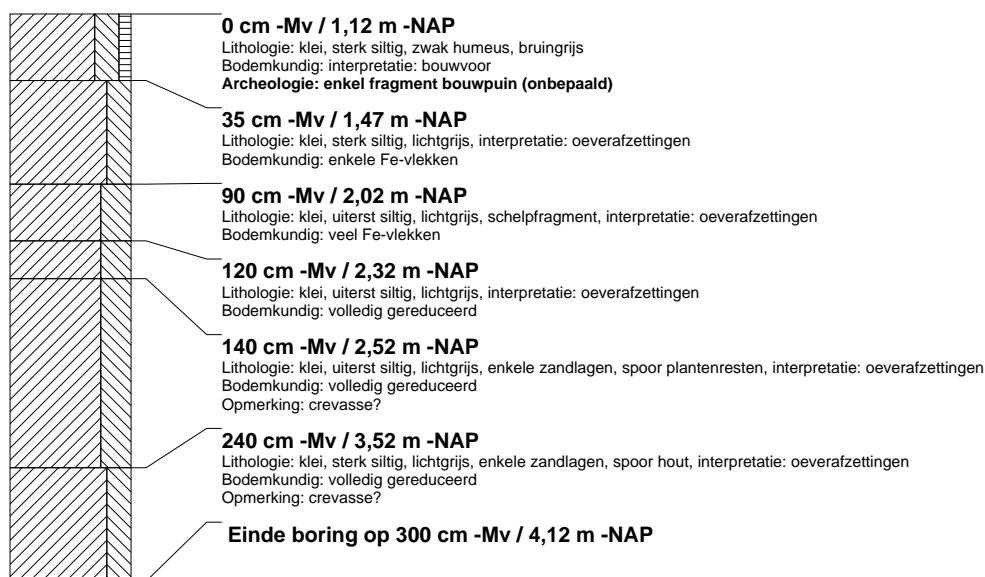 0 cm -Mv / 1,12 m -NAP
Lithologie: klei, sterk siltig, zwak humeus, bruingrijs
Bodemkundig: interpretatie: bouwvoor
Archeologie: enkel fragment bouwpuin (onbepaald)
35 cm -Mv / 1,47 m -NAP
Lithologie: klei, sterk siltig, lichtgrijs, interpretatie: oeverafzettingen
Bodemkundig: enkele Fe-vlekken
90 cm -Mv / 2,02 m -NAP
Lithologie: klei, uiterst siltig, lichtgrijs, schelpfragment, interpretatie: oeverafzettingen
Bodemkundig: veel Fe-vlekken
120 cm -Mv / 2,32 m -NAP
Lithologie: klei, uiterst siltig, lichtgrijs, interpretatie: oeverafzettingen
Bodemkundig: volledig gereduceerd
140 cm -Mv / 2,52 m -NAP
Lithologie: klei, uiterst siltig, lichtgrijs, enkele zandlagen, spoor plantenresten, interpretatie: oeverafzettingen
Bodemkundig: volledig gereduceerd
Opmerking: crevasse?
240 cm -Mv / 3,52 m -NAP
Lithologie: klei, sterk siltig, lichtgrijs, enkele zandlagen, spoor hout, interpretatie: oeverafzettingen
Bodemkundig: volledig gereduceerd
Opmerking: crevasse?
Einde boring op 300 cm -Mv / 4,12 m -NAP